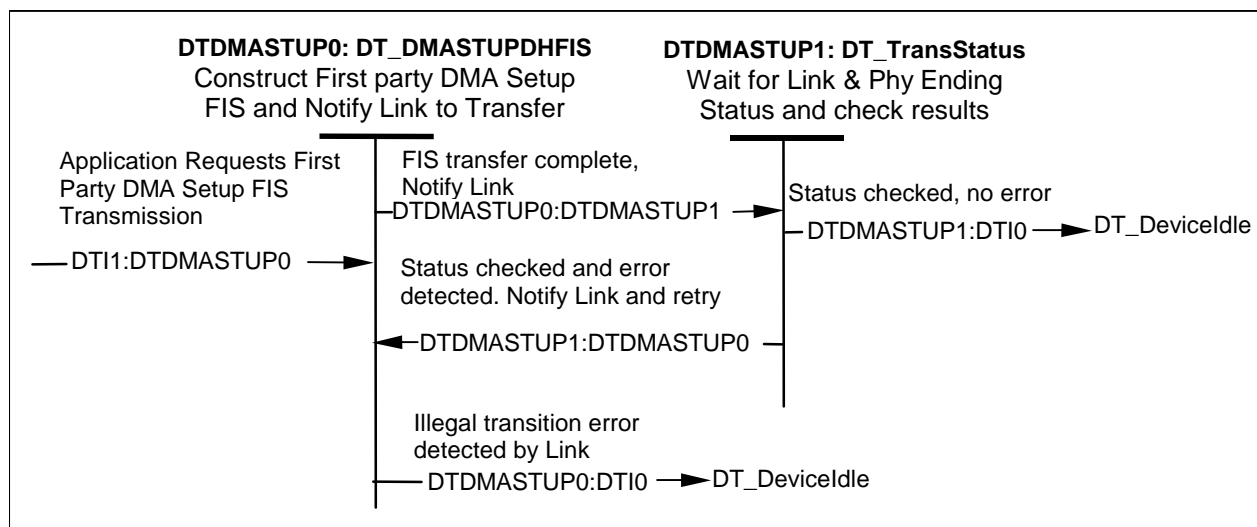 DTDMASTUP0: DT_DMASTUPDHFIS
Construct First party DMA Setup
FIS and Notify Link to Transfer
DTDMASTUP1: DT_TransStatus
Wait for Link & Phy Ending
Status and check results
Application Requests First
Party DMA Setup FIS
Transmission
DTI1:DTDMASTUP0
FIS transfer complete,
Notify Link
DTDMASTUP0:DTDMASTUP1
Status checked, no error
DTDMASTUP1:DTI0
DT_DeviceIdle
Status checked and error
detected. Notify Link and retry
DTDMASTUP1:DTDMASTUP0
Illegal transition error
detected by Link
DTDMASTUP0:DTI0
DT_DeviceIdle